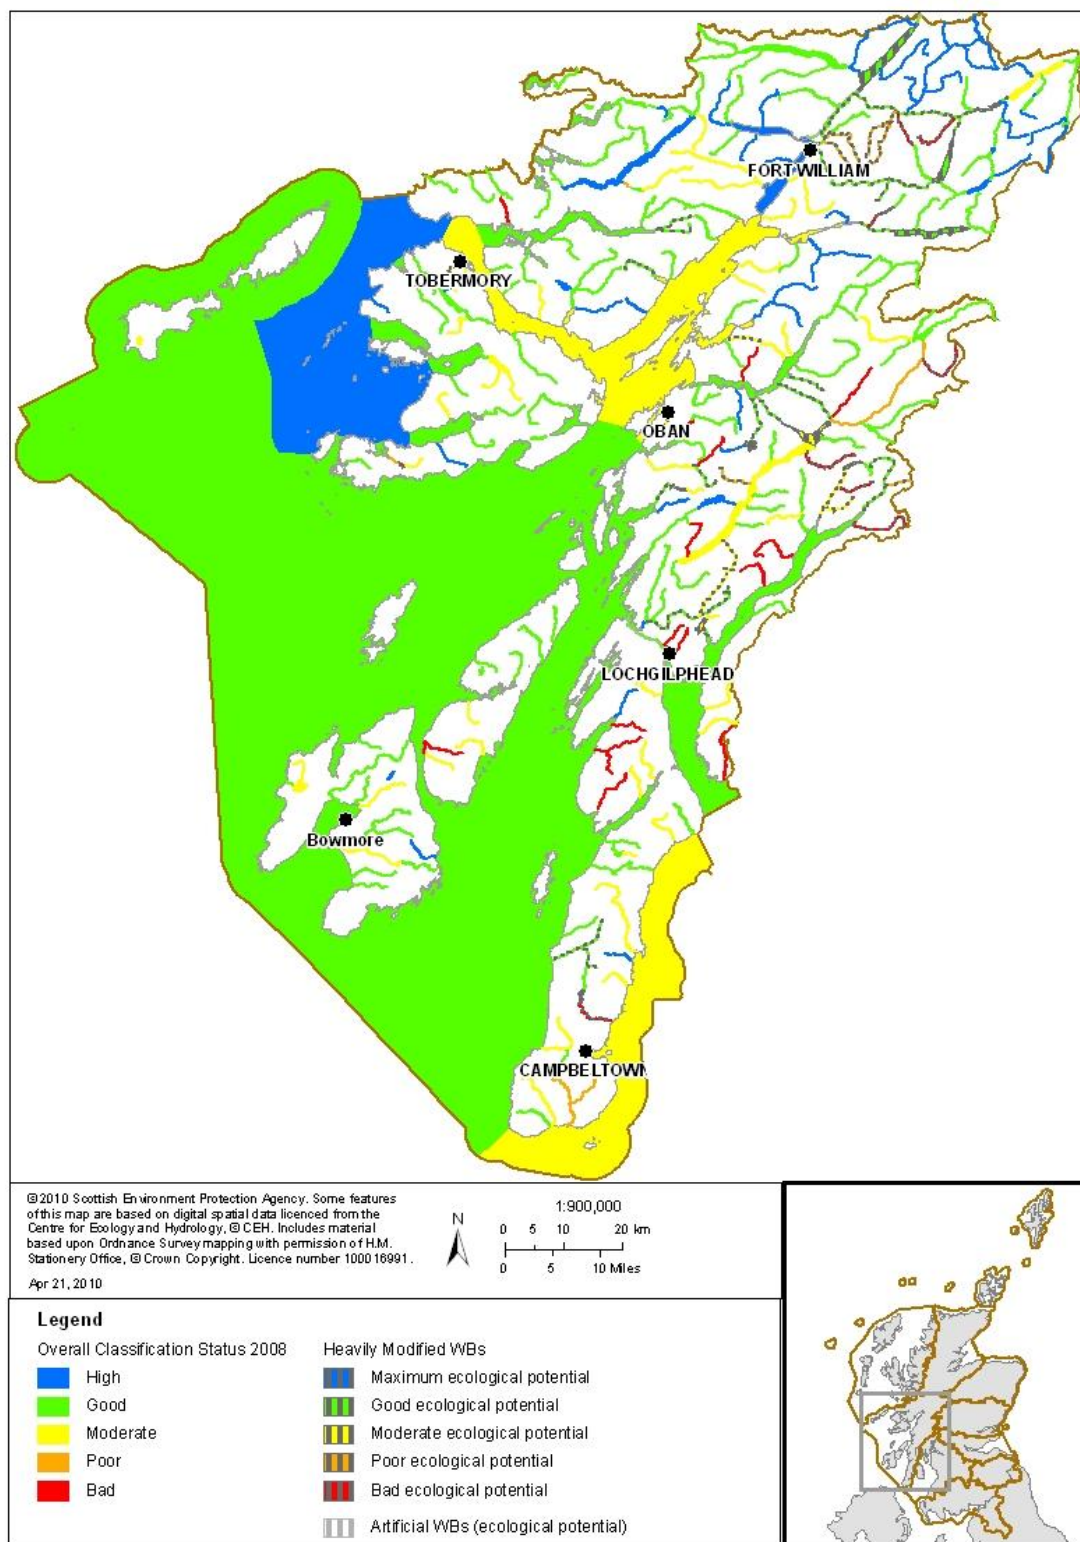 FORT WILLIAM
TOBERMORY
OBAN
LOCHGILPHEAD
Bowmore
CAMPBELTOWN
©2010 Scottish Environment Protection Agency. Some features
of this map are based on digital spatial data licenced from the
Centre for Ecology and Hydrology, © CEH. Includes material
based upon Ordnance Survey mapping with permission of H.M.
Stationery Office, © Crown Copyright. Licence number 100016991.
Apr 21, 2010
N
1:900,000
0 5 10 20 km
0 5 10 Miles
Legend
Overall Classification Status 2008
High
Good
Moderate
Poor
Bad
Heavily Modified WBs
Maximum ecological potential
Good ecological potential
Moderate ecological potential
Poor ecological potential
Bad ecological potential
Artificial WBs (ecological potential)